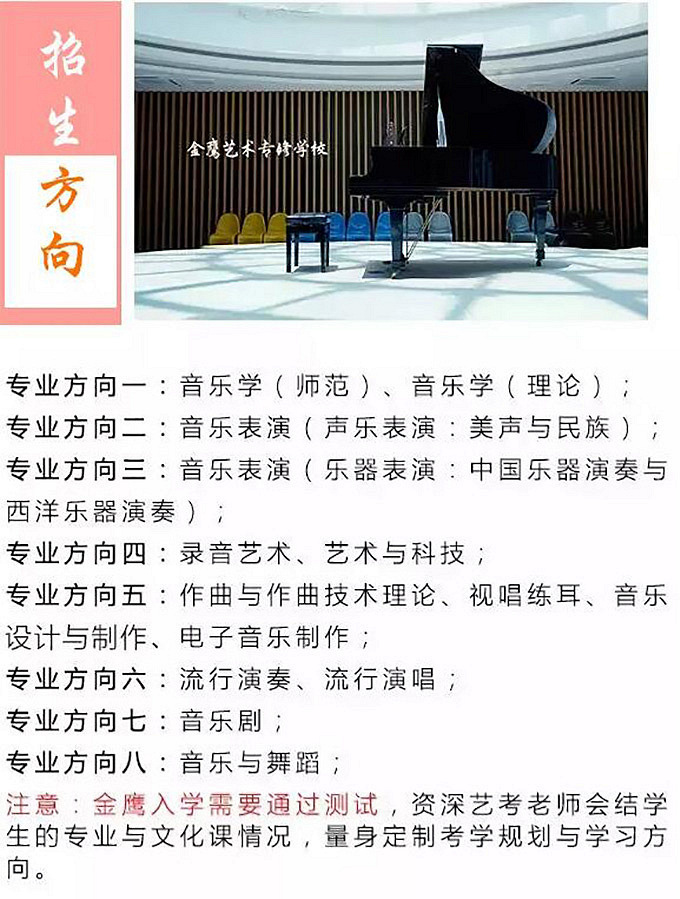 招生
方向
金鹰艺术专修学校
专业方向一：音乐学（师范）、音乐学（理论）；
专业方向二：音乐表演（声乐表演：美声与民族）；
专业方向三：音乐表演（乐器表演：中国乐器演奏与
西洋乐器演奏）；
专业方向四：录音艺术、艺术与科技；
专业方向五：作曲与作曲技术理论、视唱练耳、音乐
设计与制作、电子音乐制作；
专业方向六：流行演奏、流行演唱；
专业方向七：音乐剧；
专业方向八：音乐与舞蹈；
注意：金鹰入学需要通过测试，资深艺考老师会结学
生的专业与文化课情况，量身定制考学规划与学习方
向。